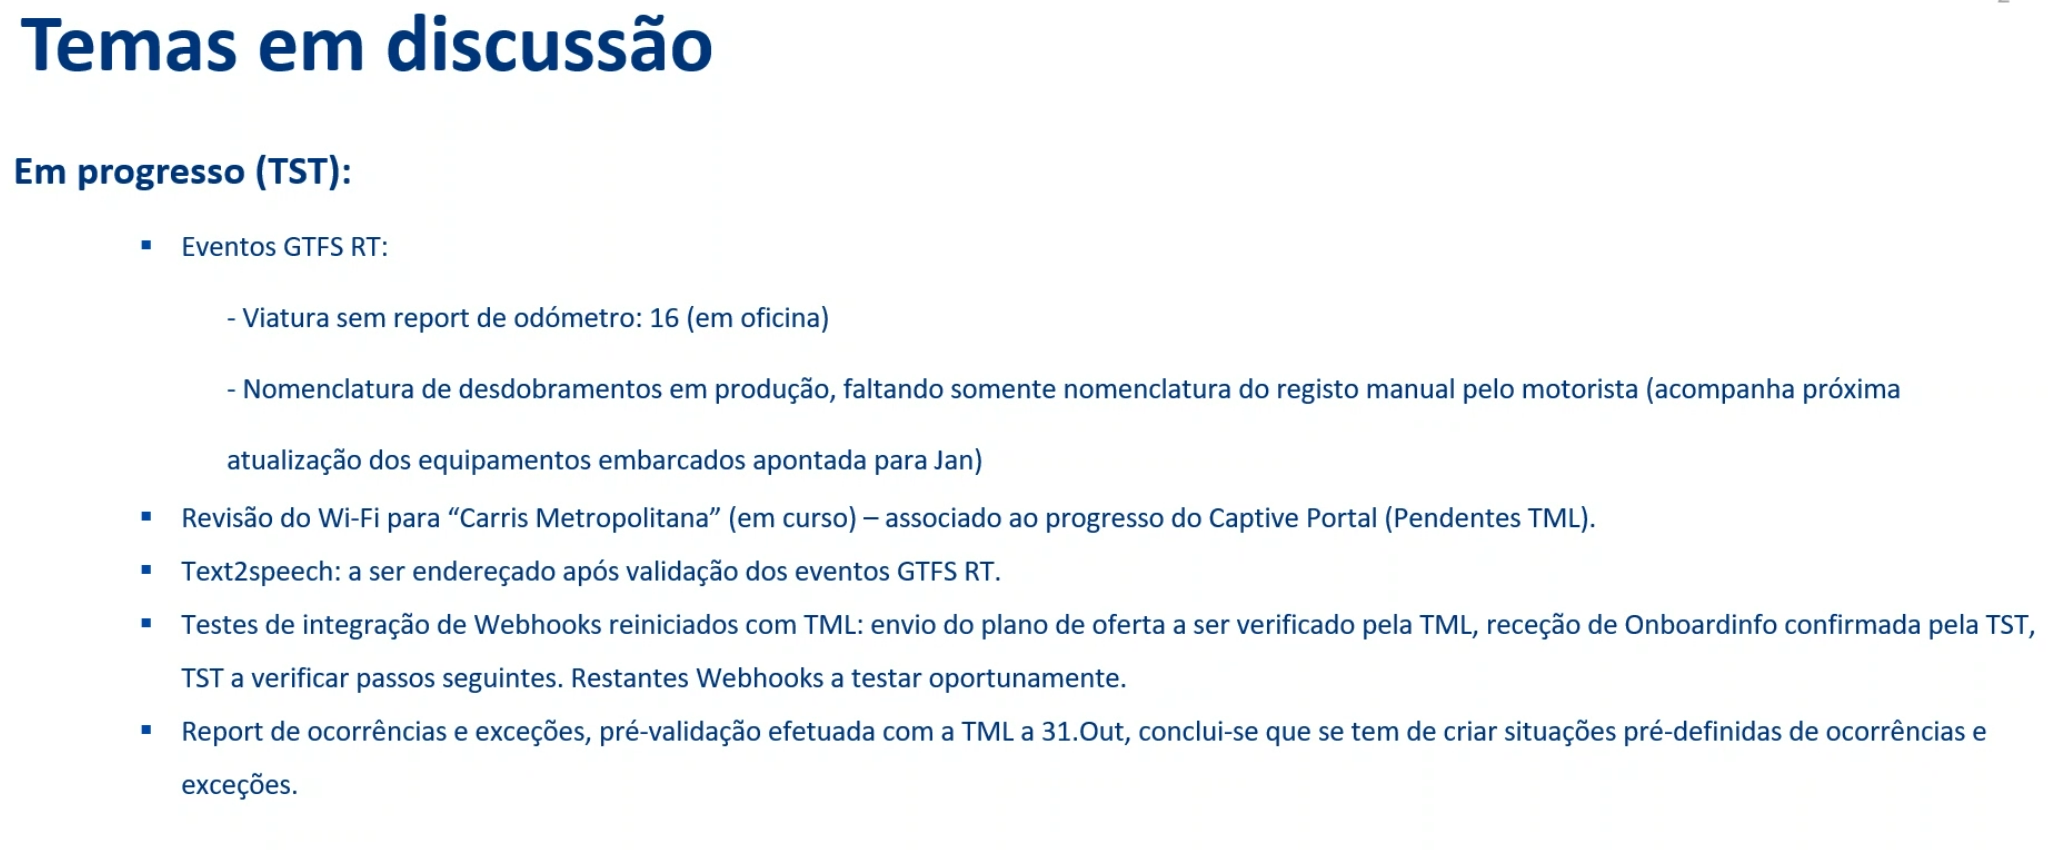 Temas em discussão
Em progresso (TST):
▪ Eventos GTFS RT:
- Viatura sem report de odómetro: 16 (em oficina)
- Nomenclatura de desdobramentos em produção, faltando somente nomenclatura do registo manual pelo motorista (acompanha próxima
atualização dos equipamentos embarcados apontada para Jan)
▪ Revisão do Wi-Fi para “Carris Metropolitana” (em curso) – associado ao progresso do Captive Portal (Pendentes TML).
▪ Text2speech: a ser endereçado após validação dos eventos GTFS RT.
▪ Testes de integração de Webhooks reiniciados com TML: envio do plano de oferta a ser verificado pela TML, receção de Onboardinfo confirmada pela TST,
TST a verificar passos seguintes. Restantes Webhooks a testar oportunamente.
▪ Report de ocorrências e exceções, pré-validação efetuada com a TML a 31.Out, conclui-se que se tem de criar situações pré-definidas de ocorrências e
exceções.